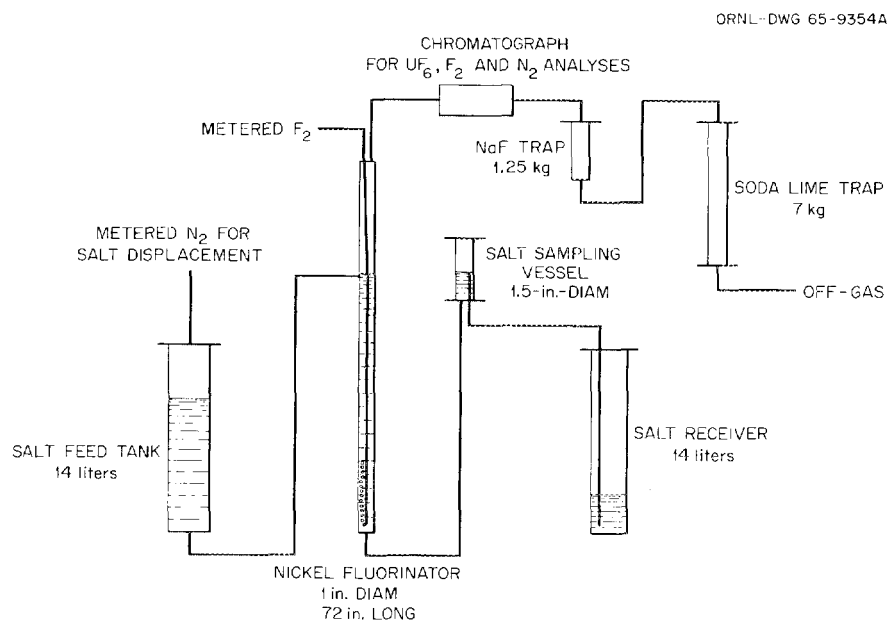 ORNL-DWG 65-9354A
CHROMATOGRAPH
FOR UF6, F2 AND N2 ANALYSES
METERED F2
NaF TRAP
1.25 kg
SODA LIME TRAP
7 kg
METERED N2 FOR
SALT DISPLACEMENT
SALT SAMPLING
VESSEL
1.5-in.-DIAM
OFF-GAS
SALT FEED TANK
14 liters
SALT RECEIVER
14 liters
NICKEL FLUORINATOR
1 in. DIAM
72 in. LONG